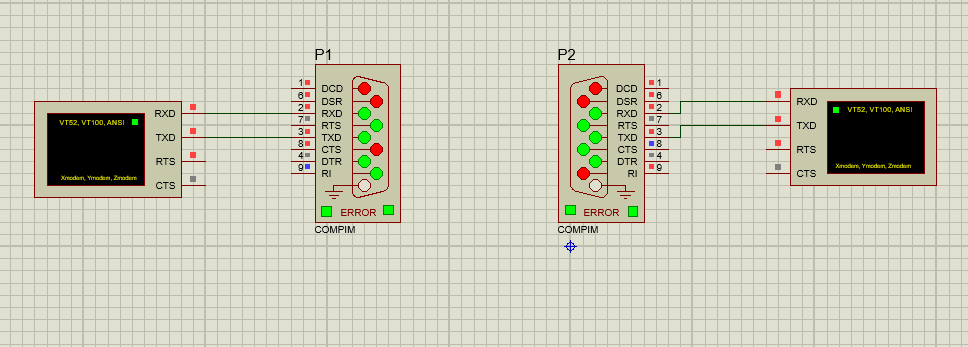 P1
P2
VT52, VT100, ANSI
Xmodem, Ymodem, Zmodem
RXD
TXD
RTS
CTS
1 DCD
6 DSR
2 RXD
7 RTS
3 TXD
8 CTS
4 DTR
9 RI
ERROR
COMPIM
DCD 1
DSR 6
RXD 2
RTS 7
TXD 3
CTS 8
DTR 4
RI 9
ERROR
COMPIM
RXD
TXD
RTS
CTS
VT52, VT100, ANSI
Xmodem, Ymodem, Zmodem